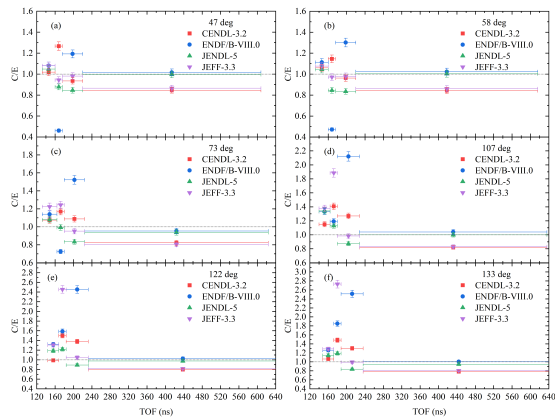 (a) 47 deg
CENDL-3.2
ENDF/B-VIII.0
JENDL-5
JEFF-3.3
C/E
1.6
1.4
1.2
1.0
0.8
0.6
0.4
(b) 58 deg
CENDL-3.2
ENDF/B-VIII.0
JENDL-5
JEFF-3.3
C/E
1.6
1.4
1.2
1.0
0.8
0.6
0.4
(c) 73 deg
CENDL-3.2
ENDF/B-VIII.0
JENDL-5
JEFF-3.3
C/E
1.8
1.6
1.4
1.2
1.0
0.8
0.6
(d) 107 deg
CENDL-3.2
ENDF/B-VIII.0
JENDL-5
JEFF-3.3
C/E
2.2
2.0
1.8
1.6
1.4
1.2
1.0
0.8
0.6
(e) 122 deg
CENDL-3.2
ENDF/B-VIII.0
JENDL-5
JEFF-3.3
C/E
2.8
2.6
2.4
2.2
2.0
1.8
1.6
1.4
1.2
1.0
0.8
0.6
0.4
120 160 200 240 280 320 360 400 440 480 520 560 600 640
TOF (ns)
(f) 133 deg
CENDL-3.2
ENDF/B-VIII.0
JENDL-5
JEFF-3.3
C/E
3.0
2.8
2.6
2.4
2.2
2.0
1.8
1.6
1.4
1.2
1.0
0.8
0.6
0.4
120 160 200 240 280 320 360 400 440 480 520 560 600 640
TOF (ns)